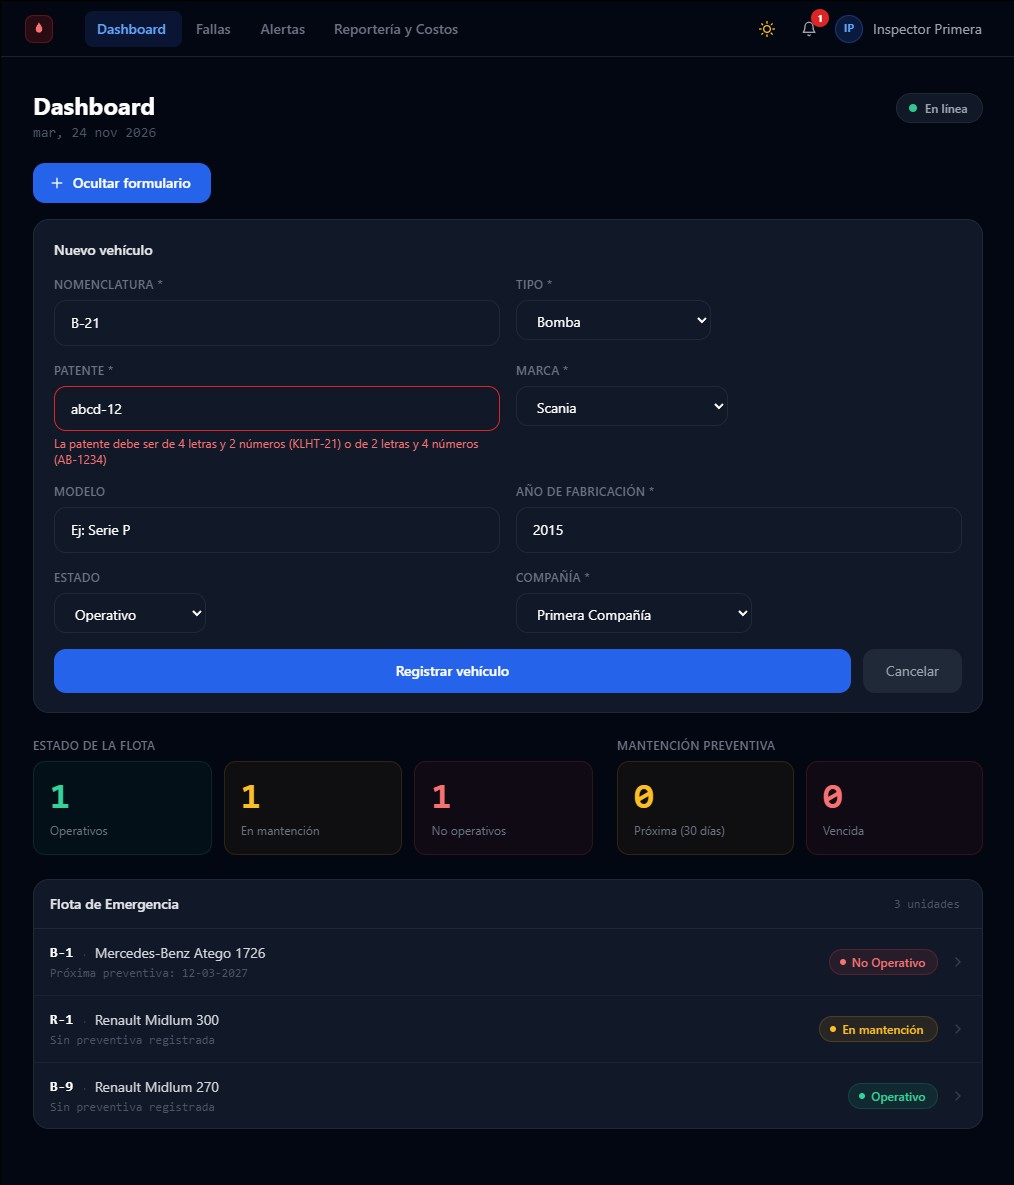 Dashboard
Fallas
Alertas
Reportería y Costos
1
IP
Inspector Primera
Dashboard
mar, 24 nov 2026
En línea
+ Ocultar formulario
Nuevo vehículo
NOMENCLATURA *
TIPO *
B-21
Bomba
PATENTE *
MARCA *
abcd-12
Scania
La patente debe ser de 4 letras y 2 números (KLHT-21) o de 2 letras y 4 números
(AB-1234)
MODELO
AÑO DE FABRICACIÓN *
Ej: Serie P
2015
ESTADO
COMPAÑÍA *
Operativo
Primera Compañía
Registrar vehículo
Cancelar
ESTADO DE LA FLOTA
MANTENCIÓN PREVENTIVA
1
Operativos
1
En mantención
1
No operativos
0
Próxima (30 días)
0
Vencida
Flota de Emergencia
3 unidades
B-1 · Mercedes-Benz Atego 1726
Próxima preventiva: 12-03-2027
No Operativo
R-1 · Renault Midlum 300
Sin preventiva registrada
En mantención
B-9 · Renault Midlum 270
Sin preventiva registrada
Operativo